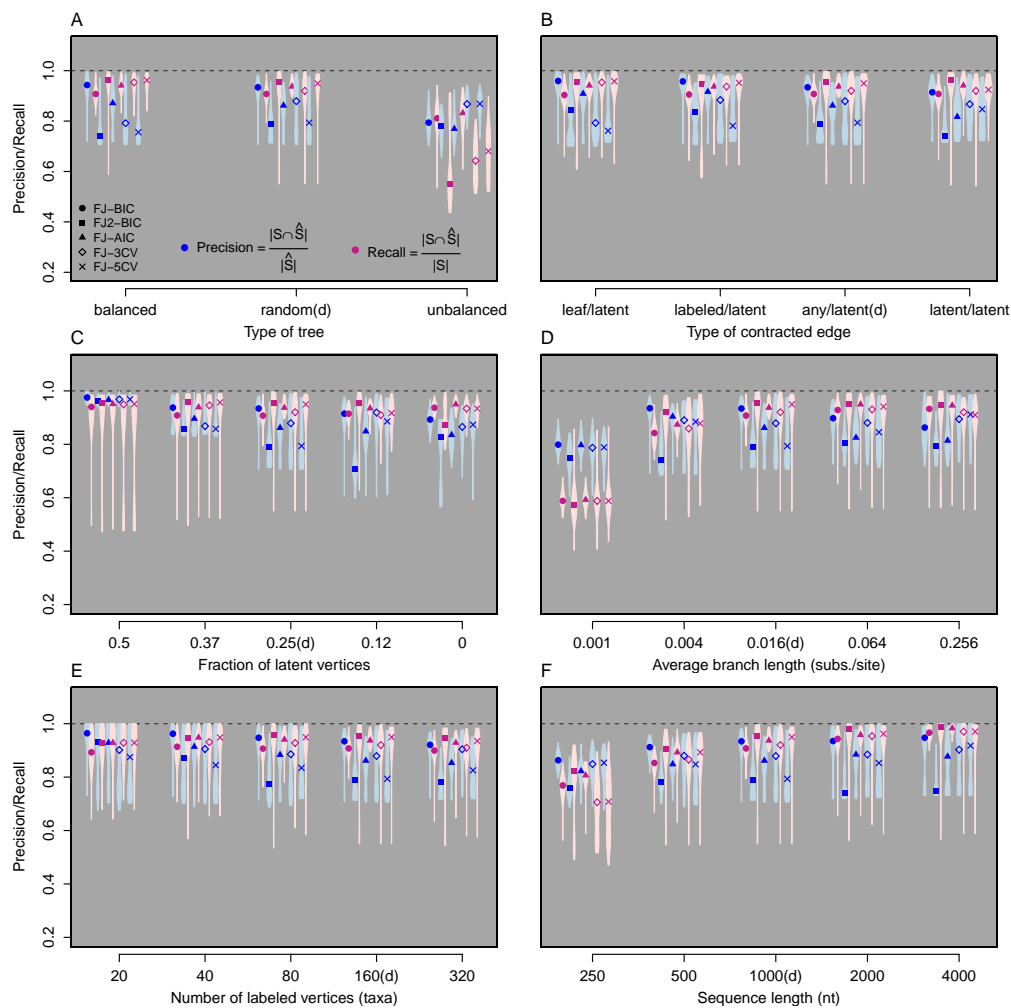 A
Precision/Recall
1.0
0.8
0.6
0.4
0.2
FJ−BIC
FJ2−BIC
FJ−AIC
FJ−3CV
FJ−5CV
Precision = |S∩Ŝ| / |Ŝ|
Recall = |S∩Ŝ| / |S|
balanced random(d) unbalanced
Type of tree
B
leaf/latent labeled/latent any/latent(d) latent/latent
Type of contracted edge
C
Precision/Recall
1.0
0.8
0.6
0.4
0.2
0.5 0.37 0.25(d) 0.12 0
Fraction of latent vertices
D
0.001 0.004 0.016(d) 0.064 0.256
Average branch length (subs./site)
E
Precision/Recall
1.0
0.8
0.6
0.4
0.2
20 40 80 160(d) 320
Number of labeled vertices (taxa)
F
250 500 1000(d) 2000 4000
Sequence length (nt)